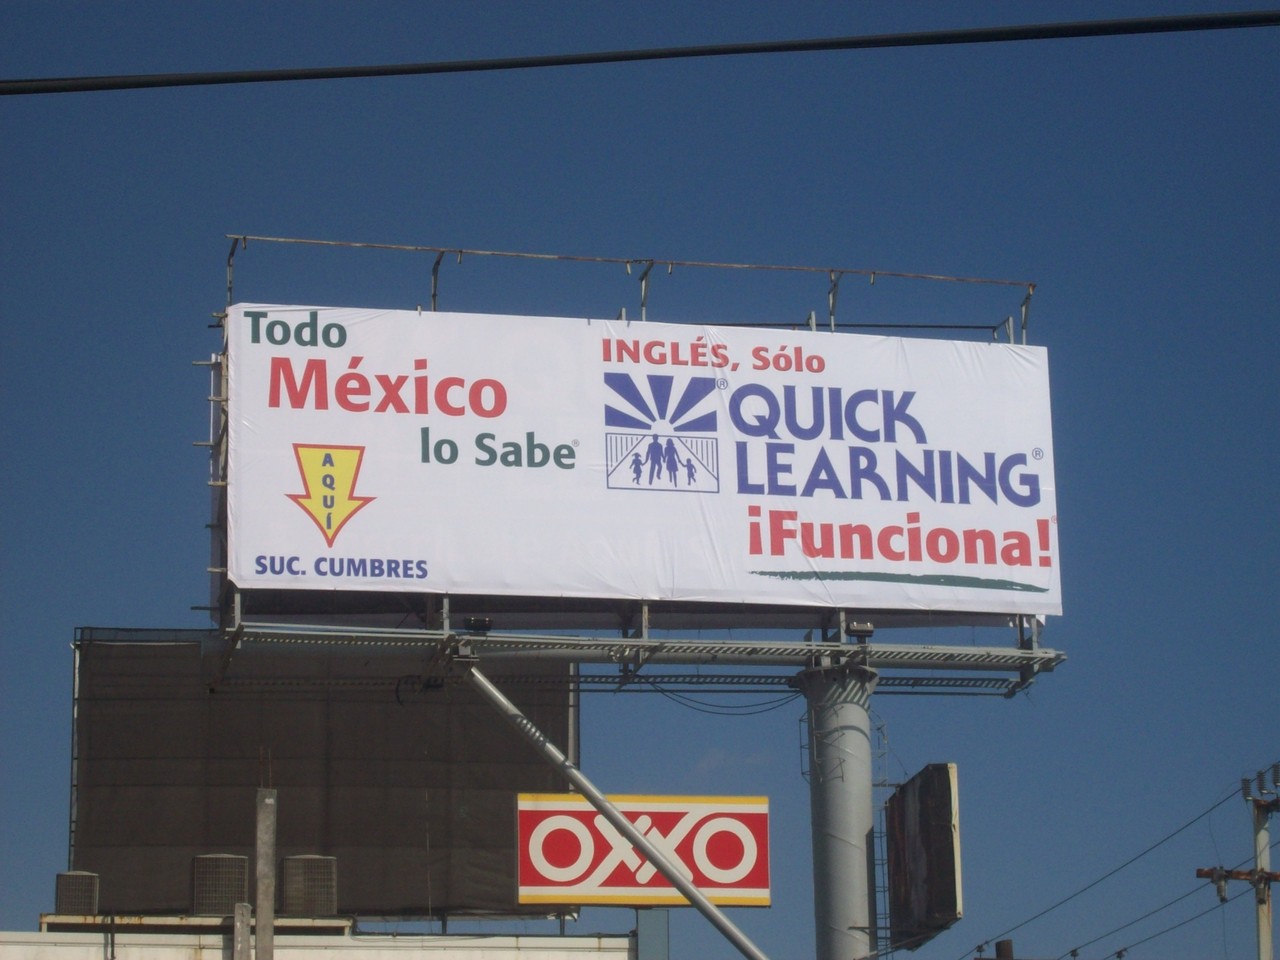 Todo
México
lo Sabe®
AQUÍ
SUC. CUMBRES
INGLÉS, Sólo
®
QUICK
LEARNING®
¡Funciona!
OXXO